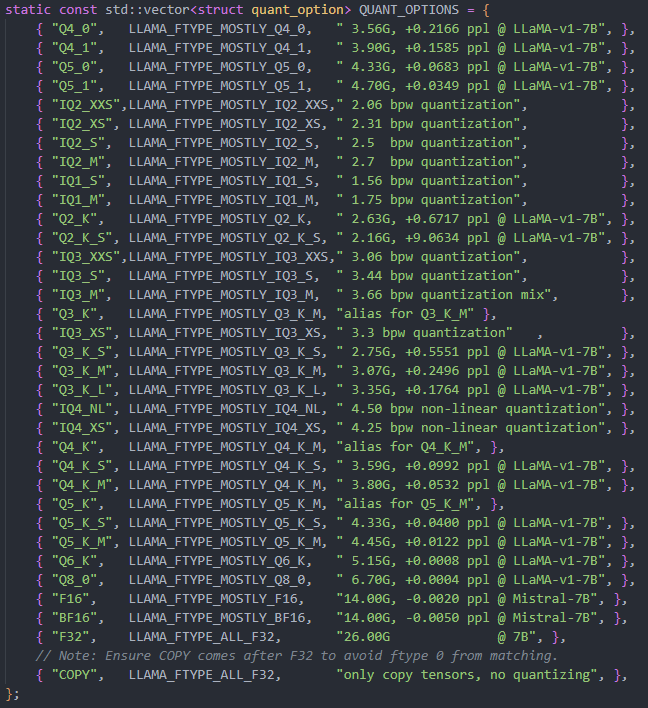 static const std::vector<struct quant_option> QUANT_OPTIONS = {
    { "Q4_0",   LLAMA_FTYPE_MOSTLY_Q4_0,   " 3.56G, +0.2166 ppl @ LLaMA-v1-7B", },
    { "Q4_1",   LLAMA_FTYPE_MOSTLY_Q4_1,   " 3.90G, +0.1585 ppl @ LLaMA-v1-7B", },
    { "Q5_0",   LLAMA_FTYPE_MOSTLY_Q5_0,   " 4.33G, +0.0683 ppl @ LLaMA-v1-7B", },
    { "Q5_1",   LLAMA_FTYPE_MOSTLY_Q5_1,   " 4.70G, +0.0349 ppl @ LLaMA-v1-7B", },
    { "IQ2_XXS",LLAMA_FTYPE_MOSTLY_IQ2_XXS," 2.06 bpw quantization",            },
    { "IQ2_XS", LLAMA_FTYPE_MOSTLY_IQ2_XS, " 2.31 bpw quantization",            },
    { "IQ2_S",  LLAMA_FTYPE_MOSTLY_IQ2_S,  " 2.5  bpw quantization",            },
    { "IQ2_M",  LLAMA_FTYPE_MOSTLY_IQ2_M,  " 2.7  bpw quantization",            },
    { "IQ1_S",  LLAMA_FTYPE_MOSTLY_IQ1_S,  " 1.56 bpw quantization",            },
    { "IQ1_M",  LLAMA_FTYPE_MOSTLY_IQ1_M,  " 1.75 bpw quantization",            },
    { "Q2_K",   LLAMA_FTYPE_MOSTLY_Q2_K,   " 2.63G, +0.6717 ppl @ LLaMA-v1-7B", },
    { "Q2_K_S", LLAMA_FTYPE_MOSTLY_Q2_K_S, " 2.16G, +9.0634 ppl @ LLaMA-v1-7B", },
    { "IQ3_XXS",LLAMA_FTYPE_MOSTLY_IQ3_XXS," 3.06 bpw quantization",            },
    { "IQ3_S",  LLAMA_FTYPE_MOSTLY_IQ3_S,  " 3.44 bpw quantization",            },
    { "IQ3_M",  LLAMA_FTYPE_MOSTLY_IQ3_M,  " 3.66 bpw quantization mix",        },
    { "Q3_K",   LLAMA_FTYPE_MOSTLY_Q3_K_M, "alias for Q3_K_M" },
    { "IQ3_XS", LLAMA_FTYPE_MOSTLY_IQ3_XS, " 3.3 bpw quantization"   ,          },
    { "Q3_K_S", LLAMA_FTYPE_MOSTLY_Q3_K_S, " 2.75G, +0.5551 ppl @ LLaMA-v1-7B", },
    { "Q3_K_M", LLAMA_FTYPE_MOSTLY_Q3_K_M, " 3.07G, +0.2496 ppl @ LLaMA-v1-7B", },
    { "Q3_K_L", LLAMA_FTYPE_MOSTLY_Q3_K_L, " 3.35G, +0.1764 ppl @ LLaMA-v1-7B", },
    { "IQ4_NL", LLAMA_FTYPE_MOSTLY_IQ4_NL, " 4.50 bpw non-linear quantization", },
    { "IQ4_XS", LLAMA_FTYPE_MOSTLY_IQ4_XS, " 4.25 bpw non-linear quantization", },
    { "Q4_K",   LLAMA_FTYPE_MOSTLY_Q4_K_M, "alias for Q4_K_M", },
    { "Q4_K_S", LLAMA_FTYPE_MOSTLY_Q4_K_S, " 3.59G, +0.0992 ppl @ LLaMA-v1-7B", },
    { "Q4_K_M", LLAMA_FTYPE_MOSTLY_Q4_K_M, " 3.80G, +0.0532 ppl @ LLaMA-v1-7B", },
    { "Q5_K",   LLAMA_FTYPE_MOSTLY_Q5_K_M, "alias for Q5_K_M", },
    { "Q5_K_S", LLAMA_FTYPE_MOSTLY_Q5_K_S, " 4.33G, +0.0400 ppl @ LLaMA-v1-7B", },
    { "Q5_K_M", LLAMA_FTYPE_MOSTLY_Q5_K_M, " 4.45G, +0.0122 ppl @ LLaMA-v1-7B", },
    { "Q6_K",   LLAMA_FTYPE_MOSTLY_Q6_K,   " 5.15G, +0.0008 ppl @ LLaMA-v1-7B", },
    { "Q8_0",   LLAMA_FTYPE_MOSTLY_Q8_0,   " 6.70G, +0.0004 ppl @ LLaMA-v1-7B", },
    { "F16",    LLAMA_FTYPE_MOSTLY_F16,    "14.00G, -0.0020 ppl @ Mistral-7B", },
    { "BF16",   LLAMA_FTYPE_MOSTLY_BF16,   "14.00G, -0.0050 ppl @ Mistral-7B", },
    { "F32",    LLAMA_FTYPE_ALL_F32,       "26.00G              @ 7B", },
    // Note: Ensure COPY comes after F32 to avoid ftype 0 from matching.
    { "COPY",   LLAMA_FTYPE_ALL_F32,       "only copy tensors, no quantizing", },
};